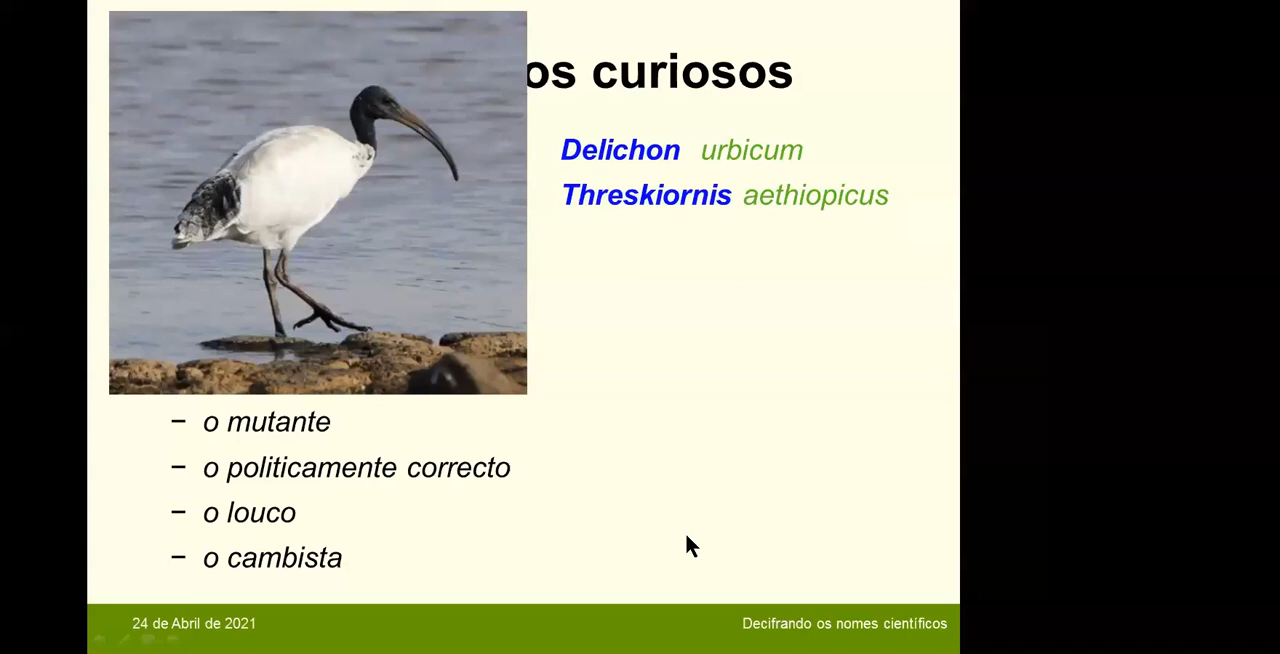 os curiosos
Delichon urbicum
Threskiornis aethiopicus
− o mutante
− o politicamente correcto
− o louco
− o cambista
24 de Abril de 2021
Decifrando os nomes científicos